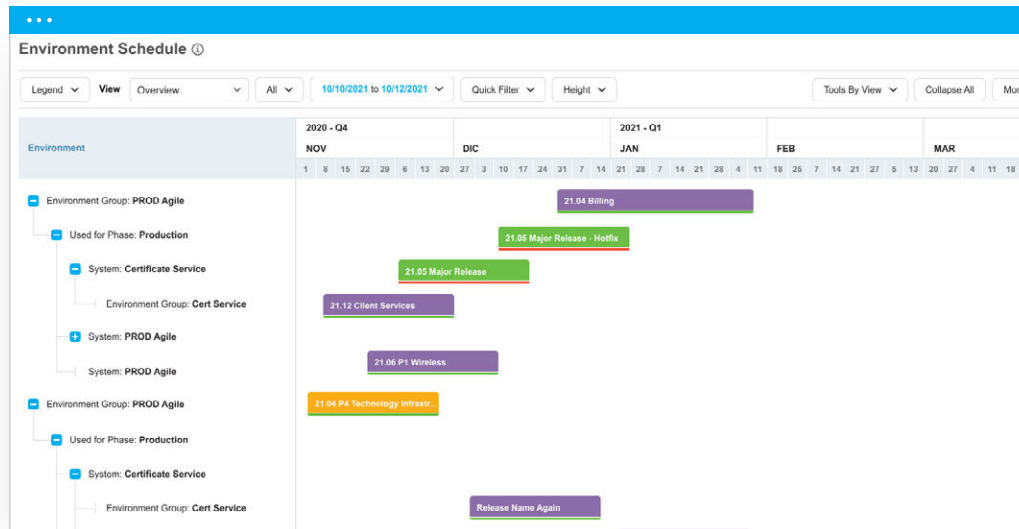 Environment Schedule
Legend View Overview All 10/10/2021 to 10/12/2021 Quick Filter Height Tools By View Collapse All Mor
2020 - Q4 2021 - Q1
Environment NOV DIC JAN FEB MAR
1 8 15 22 29 6 13 20 27 3 10 17 24 31 7 14 21 28 7 14 21 28 4 11 18 25 7 14 21 27 5 13 20 27 4 11 18
Environment Group: PROD Agile 21.04 Billing
Used for Phase: Production 21.05 Major Release - Hotfix
System: Certificate Service 21.05 Major Release
Environment Group: Cert Service 21.12 Client Services
System: PROD Agile
System: PROD Agile 21.06 P1 Wireless
Environment Group: PROD Agile 21.04 P4 Technology Infrastr...
Used for Phase: Production
System: Certificate Service
Environment Group: Cert Service Release Name Again